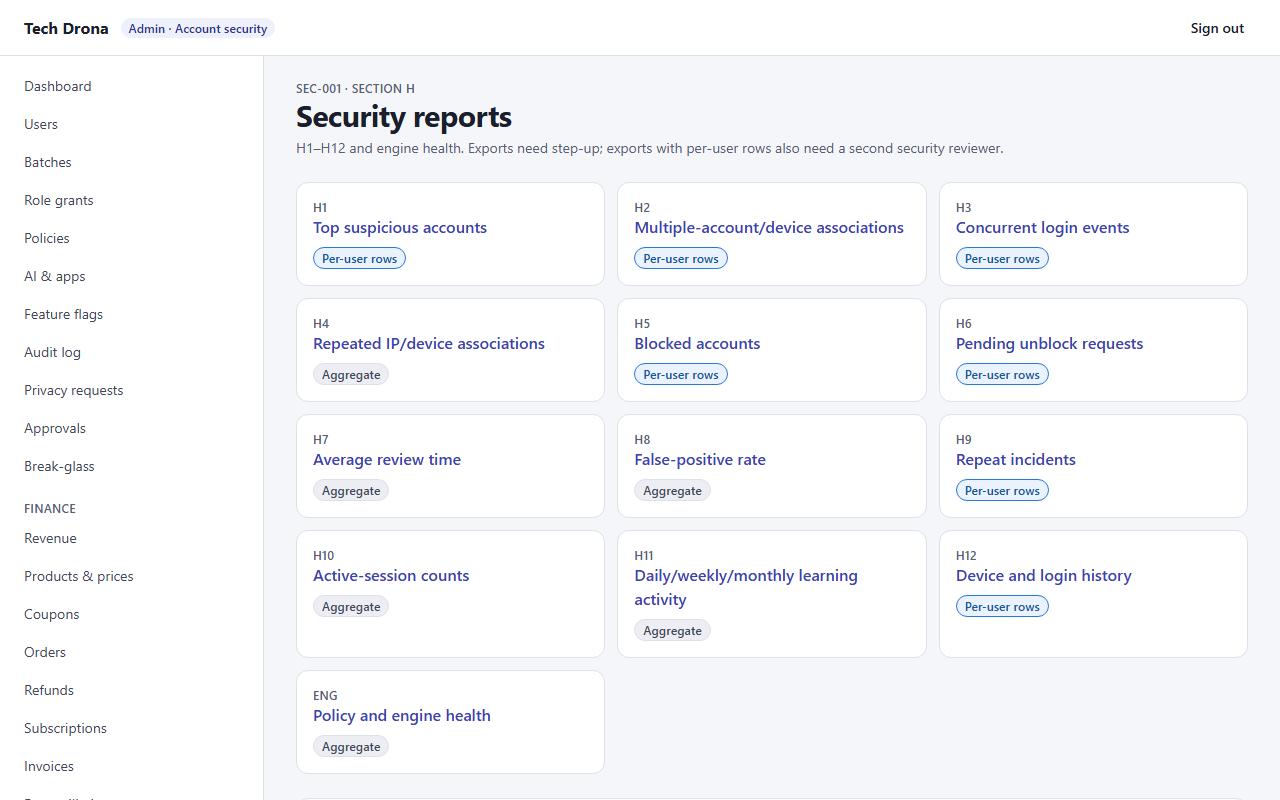 Tech Drona
Admin · Account security
Sign out
Dashboard
Users
Batches
Role grants
Policies
AI & apps
Feature flags
Audit log
Privacy requests
Approvals
Break-glass
FINANCE
Revenue
Products & prices
Coupons
Orders
Refunds
Subscriptions
Invoices
SEC-001 · SECTION H
Security reports
H1–H12 and engine health. Exports need step-up; exports with per-user rows also need a second security reviewer.
H1
Top suspicious accounts
Per-user rows
H2
Multiple-account/device associations
Per-user rows
H3
Concurrent login events
Per-user rows
H4
Repeated IP/device associations
Aggregate
H5
Blocked accounts
Per-user rows
H6
Pending unblock requests
Per-user rows
H7
Average review time
Aggregate
H8
False-positive rate
Aggregate
H9
Repeat incidents
Per-user rows
H10
Active-session counts
Aggregate
H11
Daily/weekly/monthly learning
activity
Aggregate
H12
Device and login history
Per-user rows
ENG
Policy and engine health
Aggregate